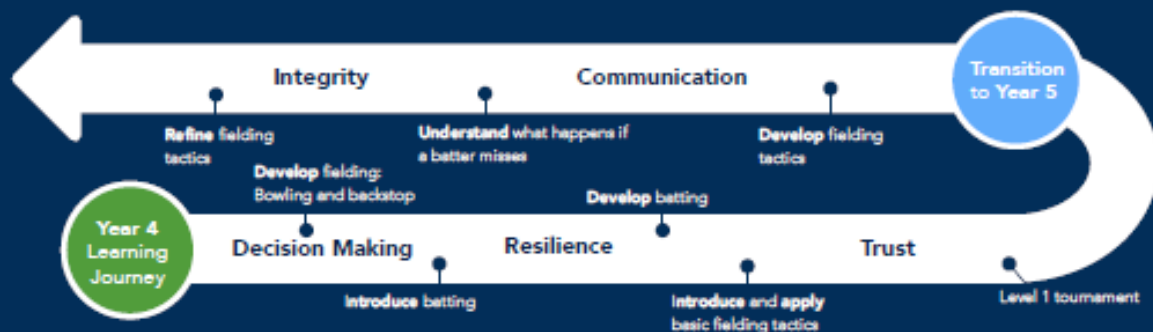 Integrity
Communication
Transition
to Year 5
Refine fielding
tactics
Understand what happens if
a batter misses
Develop fielding
tactics
Develop fielding:
Bowling and backstop
Develop batting
Year 4
Learning
Journey
Decision Making
Resilience
Trust
Introduce batting
Introduce and apply
basic fielding tactics
Level 1 tournament